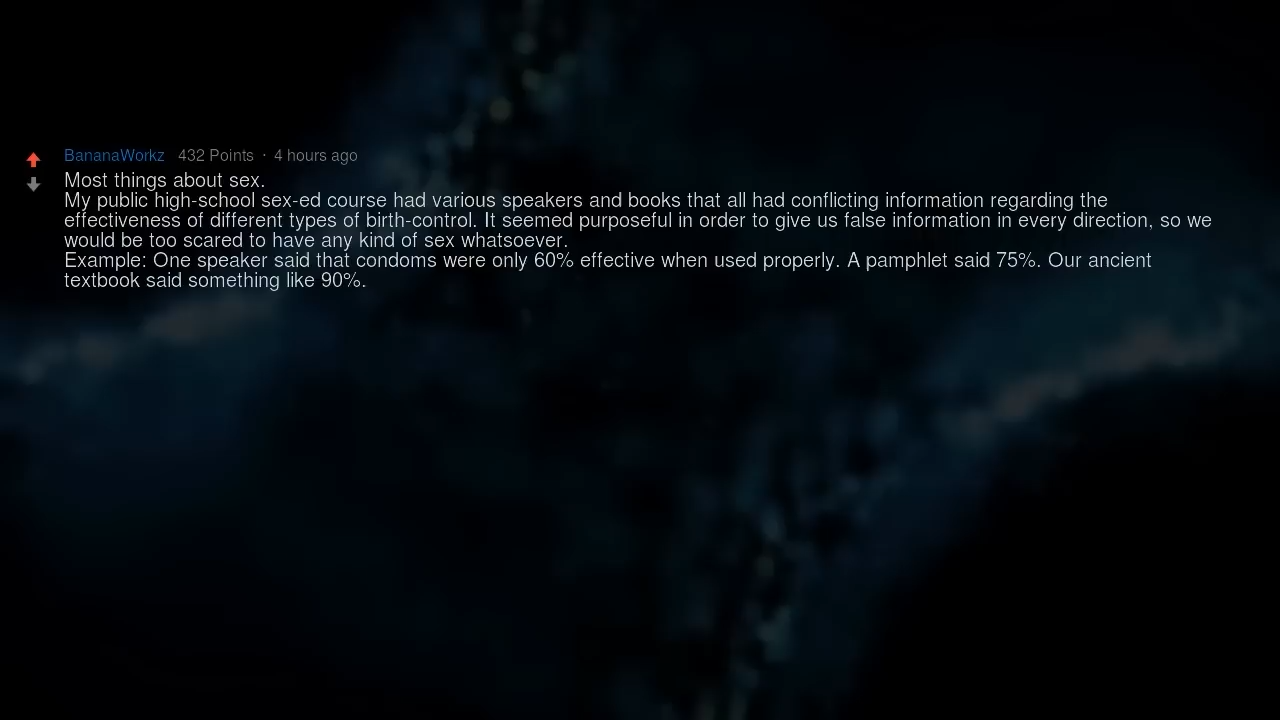 BananaWorkz 432 Points · 4 hours ago
Most things about sex.
My public high-school sex-ed course had various speakers and books that all had conflicting information regarding the
effectiveness of different types of birth-control. It seemed purposeful in order to give us false information in every direction, so we
would be too scared to have any kind of sex whatsoever.
Example: One speaker said that condoms were only 60% effective when used properly. A pamphlet said 75%. Our ancient
textbook said something like 90%.